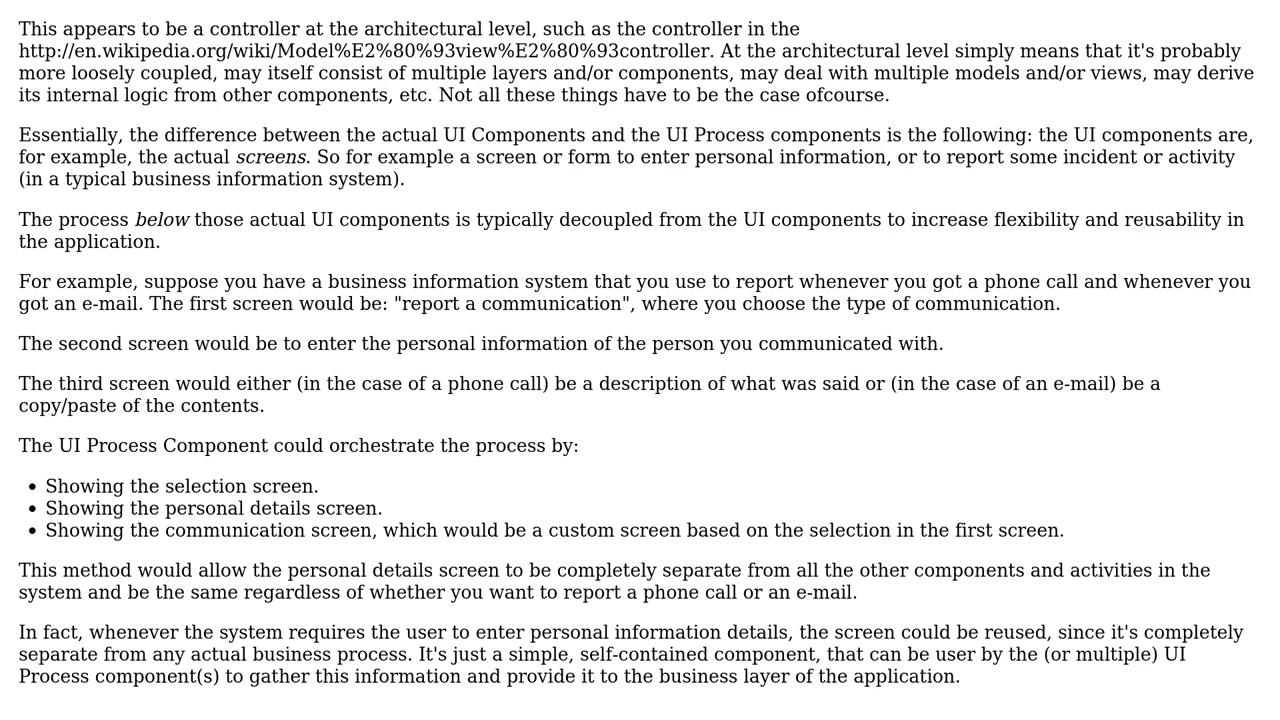 This appears to be a controller at the architectural level, such as the controller in the
http://en.wikipedia.org/wiki/Model%E2%80%93view%E2%80%93controller. At the architectural level simply means that it's probably
more loosely coupled, may itself consist of multiple layers and/or components, may deal with multiple models and/or views, may derive
its internal logic from other components, etc. Not all these things have to be the case ofcourse.
Essentially, the difference between the actual UI Components and the UI Process components is the following: the UI components are,
for example, the actual screens. So for example a screen or form to enter personal information, or to report some incident or activity
(in a typical business information system).
The process below those actual UI components is typically decoupled from the UI components to increase flexibility and reusability in
the application.
For example, suppose you have a business information system that you use to report whenever you got a phone call and whenever you
got an e-mail. The first screen would be: "report a communication", where you choose the type of communication.
The second screen would be to enter the personal information of the person you communicated with.
The third screen would either (in the case of a phone call) be a description of what was said or (in the case of an e-mail) be a
copy/paste of the contents.
The UI Process Component could orchestrate the process by:
• Showing the selection screen.
• Showing the personal details screen.
• Showing the communication screen, which would be a custom screen based on the selection in the first screen.
This method would allow the personal details screen to be completely separate from all the other components and activities in the
system and be the same regardless of whether you want to report a phone call or an e-mail.
In fact, whenever the system requires the user to enter personal information details, the screen could be reused, since it's completely
separate from any actual business process. It's just a simple, self-contained component, that can be user by the (or multiple) UI
Process component(s) to gather this information and provide it to the business layer of the application.